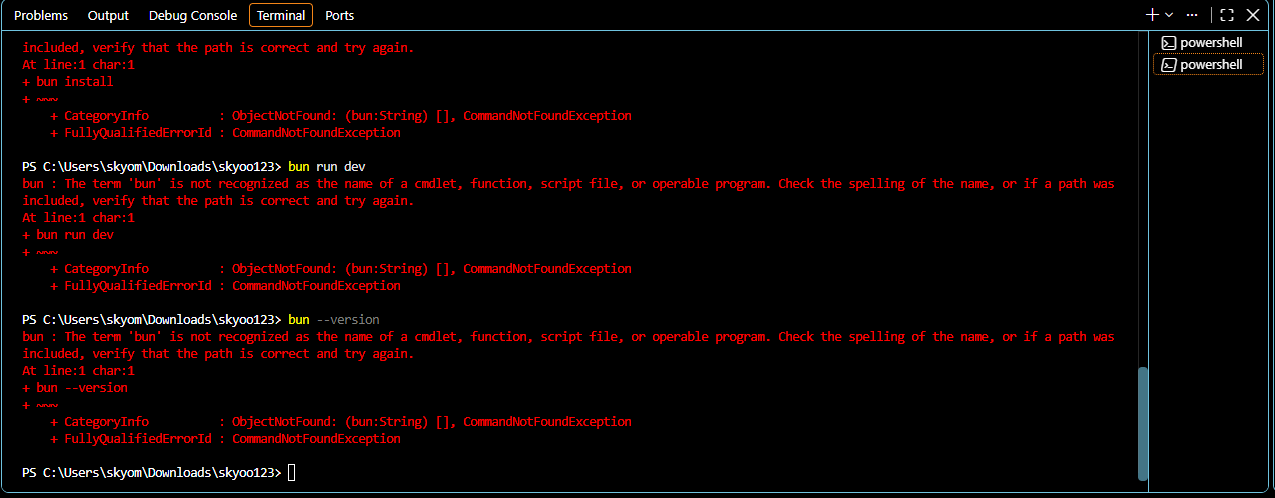 Problems Output Debug Console Terminal Ports
powershell
powershell
included, verify that the path is correct and try again.
At line:1 char:1
+ bun install
+ ~~~
    + CategoryInfo          : ObjectNotFound: (bun:String) [], CommandNotFoundException
    + FullyQualifiedErrorId : CommandNotFoundException
PS C:\Users\skyom\Downloads\skyoo123> bun run dev
bun : The term 'bun' is not recognized as the name of a cmdlet, function, script file, or operable program. Check the spelling of the name, or if a path was
included, verify that the path is correct and try again.
At line:1 char:1
+ bun run dev
+ ~~~
    + CategoryInfo          : ObjectNotFound: (bun:String) [], CommandNotFoundException
    + FullyQualifiedErrorId : CommandNotFoundException
PS C:\Users\skyom\Downloads\skyoo123> bun --version
bun : The term 'bun' is not recognized as the name of a cmdlet, function, script file, or operable program. Check the spelling of the name, or if a path was
included, verify that the path is correct and try again.
At line:1 char:1
+ bun --version
+ ~~~
    + CategoryInfo          : ObjectNotFound: (bun:String) [], CommandNotFoundException
    + FullyQualifiedErrorId : CommandNotFoundException
PS C:\Users\skyom\Downloads\skyoo123>